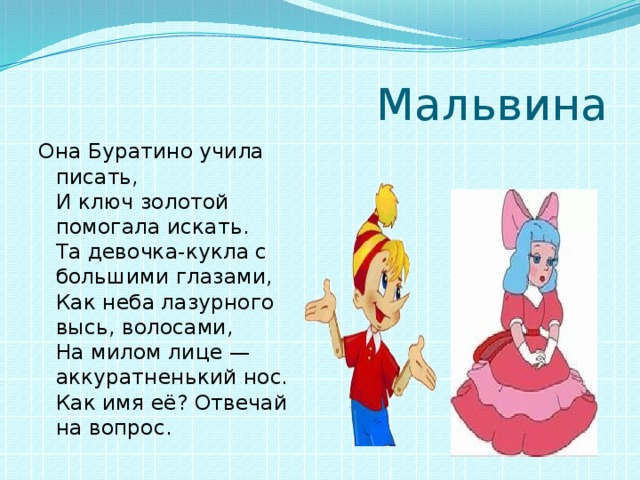 Мальвина
Она Буратино учила
писать,
И ключ золотой
помогала искать.
Та девочка-кукла с
большими глазами,
Как неба лазурного
высь, волосами,
На милом лице —
аккуратненький нос.
Как имя её? Отвечай
на вопрос.